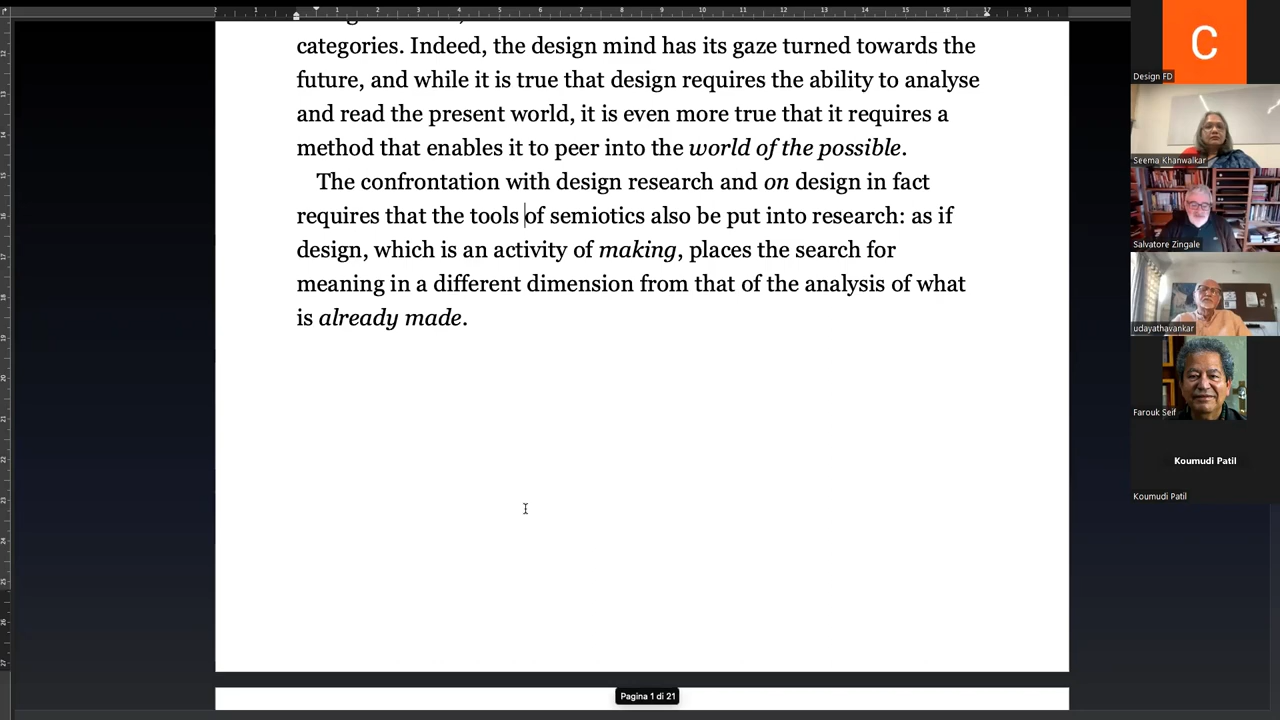 categories. Indeed, the design mind has its gaze turned towards the
future, and while it is true that design requires the ability to analyse
and read the present world, it is even more true that it requires a
method that enables it to peer into the world of the possible.
The confrontation with design research and on design in fact
requires that the tools of semiotics also be put into research: as if
design, which is an activity of making, places the search for
meaning in a different dimension from that of the analysis of what
is already made.
Pagina 1 di 21
C
Design FD
Seema Khanwalkar
Salvatore Zingale
udayathavankar
Farouk Seif
Koumudi Patil
Koumudi Patil